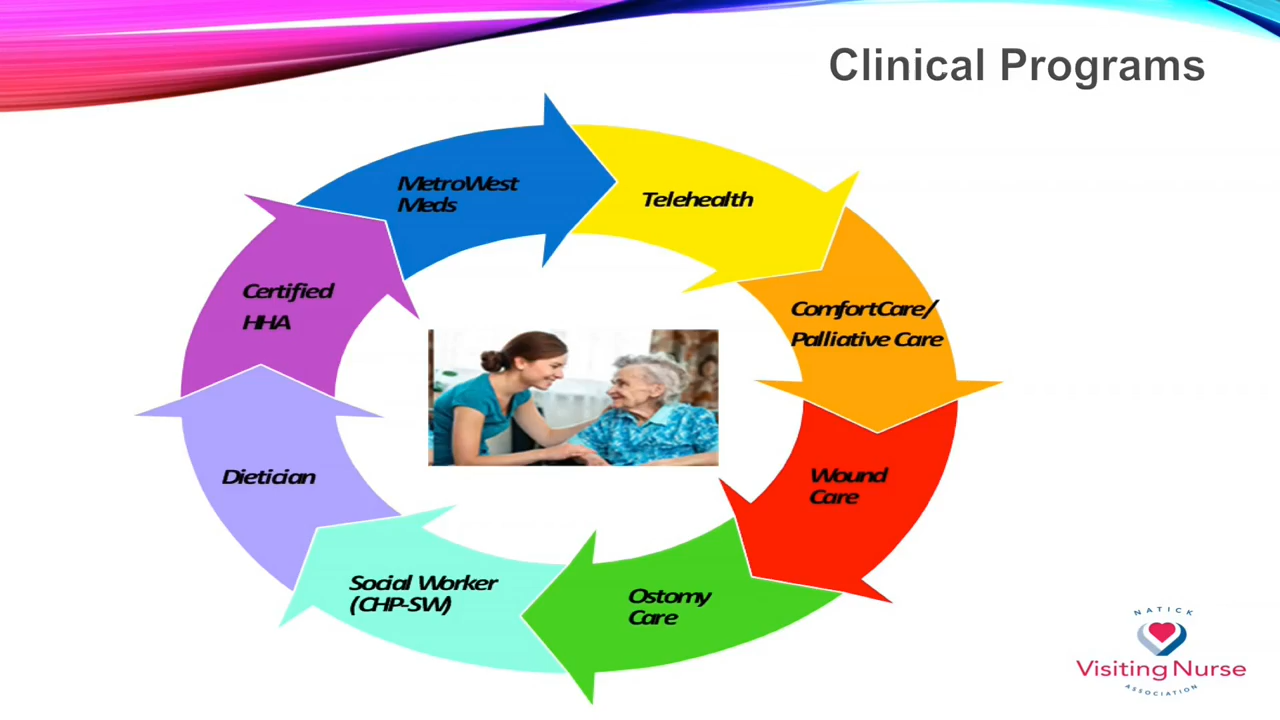 Clinical Programs
MetroWest
Meds
Telehealth
ComfortCare/
Palliative Care
Wound
Care
Ostomy
Care
Social Worker
(CHP-SW)
Dietician
Certified
HHA
NATICK
Visiting Nurse
ASSOCIATION